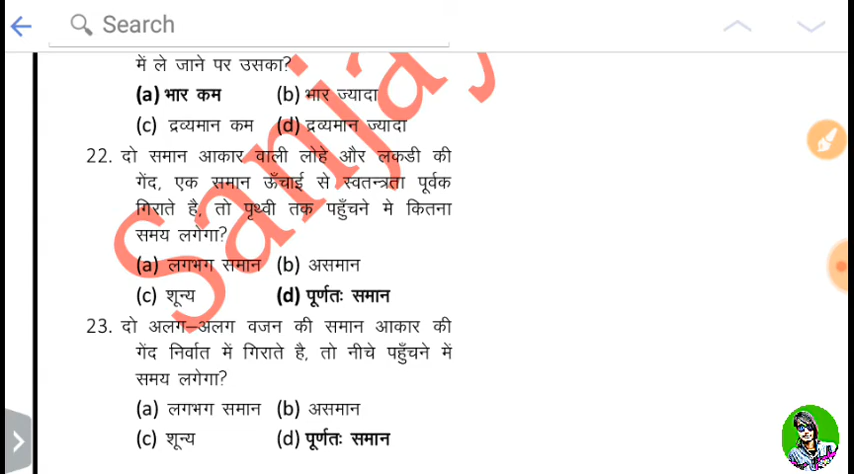 Search
में ले जाने पर उसका?
(a) भार कम (b) भार ज्यादा
(c) द्रव्यमान कम (d) द्रव्यमान ज्यादा
22. दो समान आकार वाली लोहे और लकडी की
गेंद, एक समान ऊँचाई से स्वतन्त्रता पूर्वक
गिराते है, तो पृथ्वी तक पहुँचने मे कितना
समय लगेगा?
(a) लगभग समान (b) असमान
(c) शून्य (d) पूर्णतः समान
23. दो अलग–अलग वजन की समान आकार की
गेंद निर्वात में गिराते है, तो नीचे पहुँचने में
समय लगेगा?
(a) लगभग समान (b) असमान
(c) शून्य (d) पूर्णतः समान
Sanjay